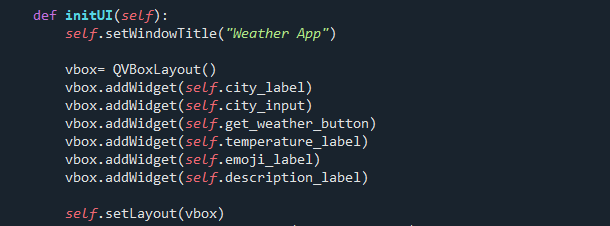 def initUI(self):
    self.setWindowTitle("Weather App")

    vbox= QVBoxLayout()
    vbox.addWidget(self.city_label)
    vbox.addWidget(self.city_input)
    vbox.addWidget(self.get_weather_button)
    vbox.addWidget(self.temperature_label)
    vbox.addWidget(self.emoji_label)
    vbox.addWidget(self.description_label)

    self.setLayout(vbox)